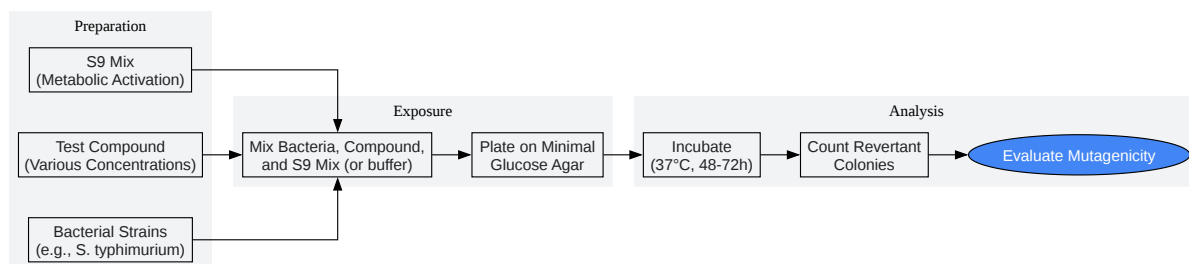 Preparation
S9 Mix
(Metabolic Activation)
Test Compound
(Various Concentrations)
Bacterial Strains
(e.g., S. typhimurium)
Exposure
Mix Bacteria, Compound,
and S9 Mix (or buffer)
Plate on Minimal
Glucose Agar
Analysis
Incubate
(37°C, 48-72h)
Count Revertant
Colonies
Evaluate Mutagenicity